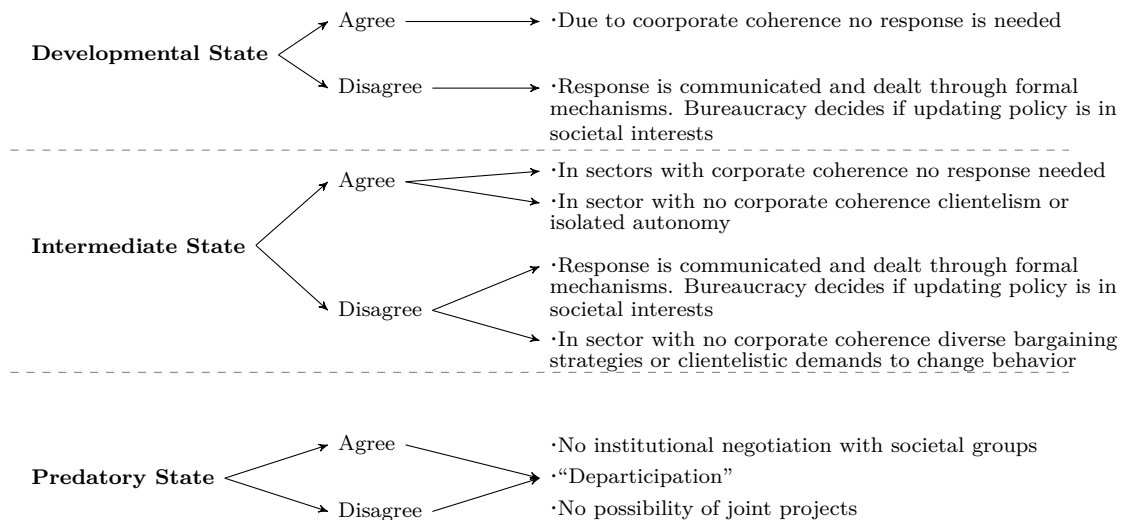 Agree
·Due to coorporate coherence no response is needed
Developmental State
Disagree
·Response is communicated and dealt through formal
mechanisms. Bureaucracy decides if updating policy is in
societal interests
Agree
·In sectors with corporate coherence no response needed
·In sector with no corporate coherence clientelism or
isolated autonomy
Intermediate State
·Response is communicated and dealt through formal
mechanisms. Bureaucracy decides if updating policy is in
societal interests
Disagree
·In sector with no corporate coherence diverse bargaining
strategies or clientelistic demands to change behavior
Agree
·No institutional negotiation with societal groups
Predatory State
·“Departicipation”
Disagree
·No possibility of joint projects